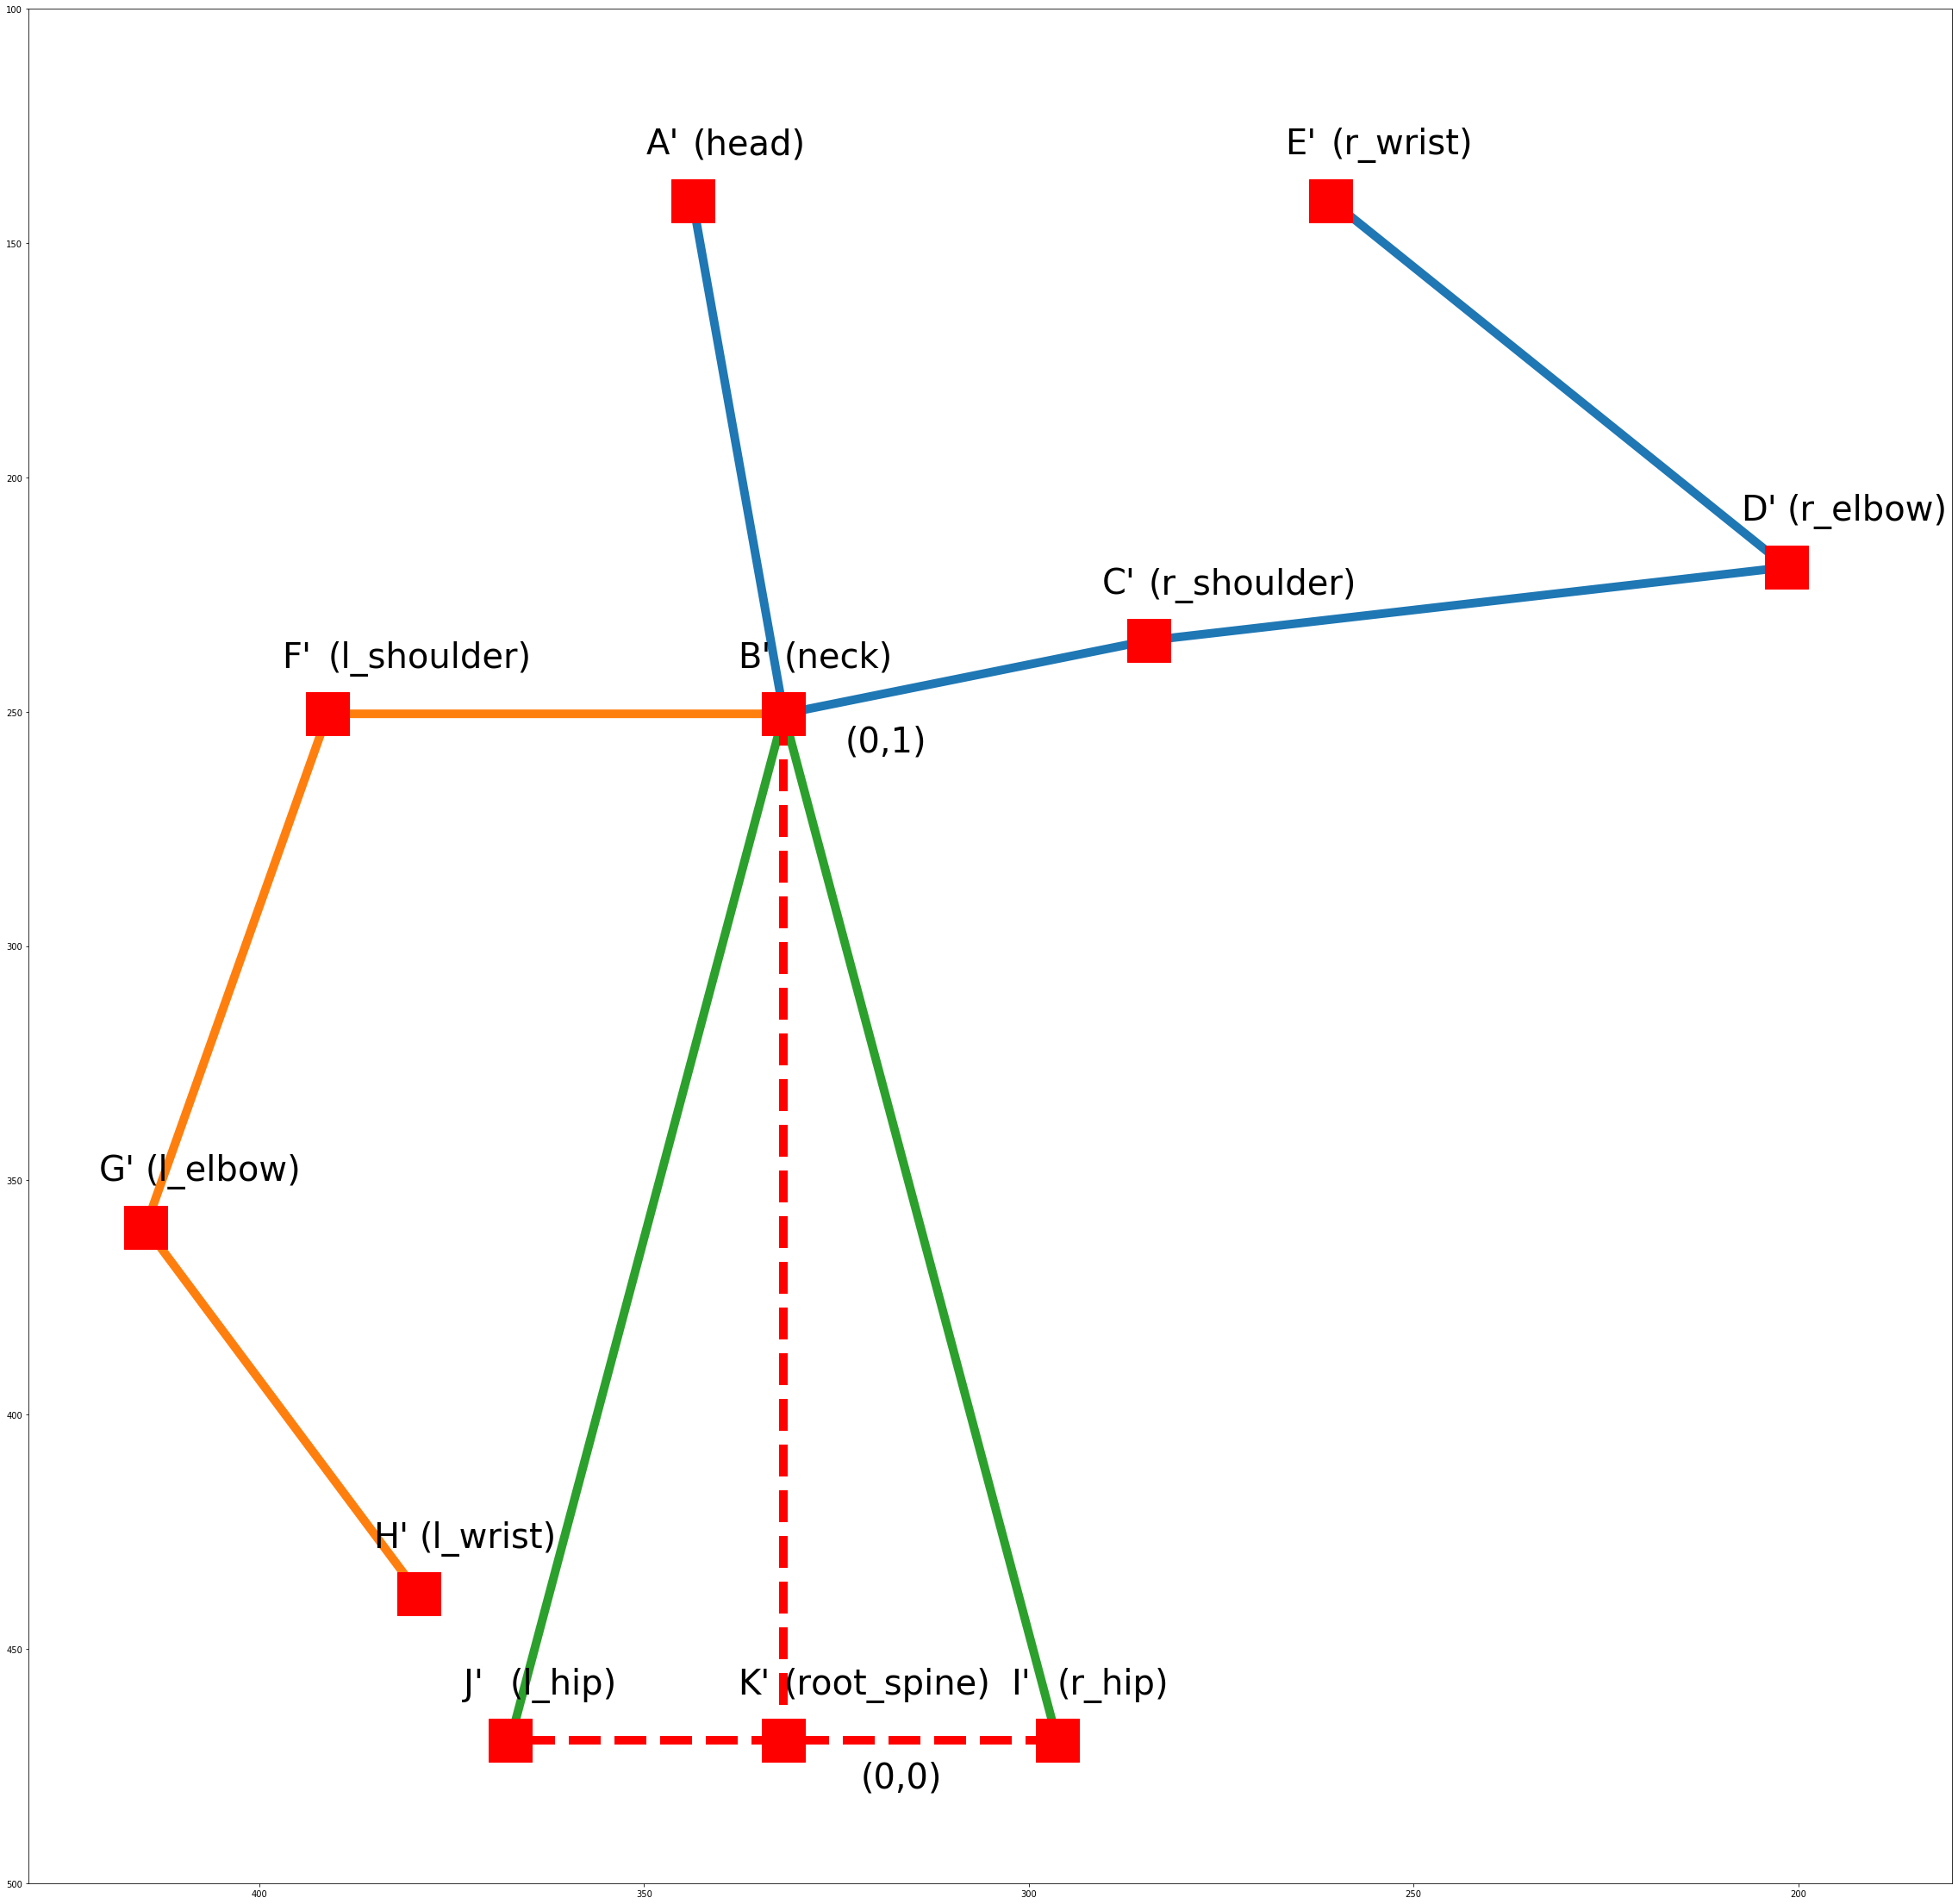 100
A' (head)
E' (r_wrist)
150
200
D' (r_elbow)
C' (r_shoulder)
F' (l_shoulder)
B' (neck)
250
(0,1)
300
G' (l_elbow)
350
400
H' (l_wrist)
450
J' (l_hip)
K' (root_spine)
I' (r_hip)
(0,0)
500
400 350 300 250 200